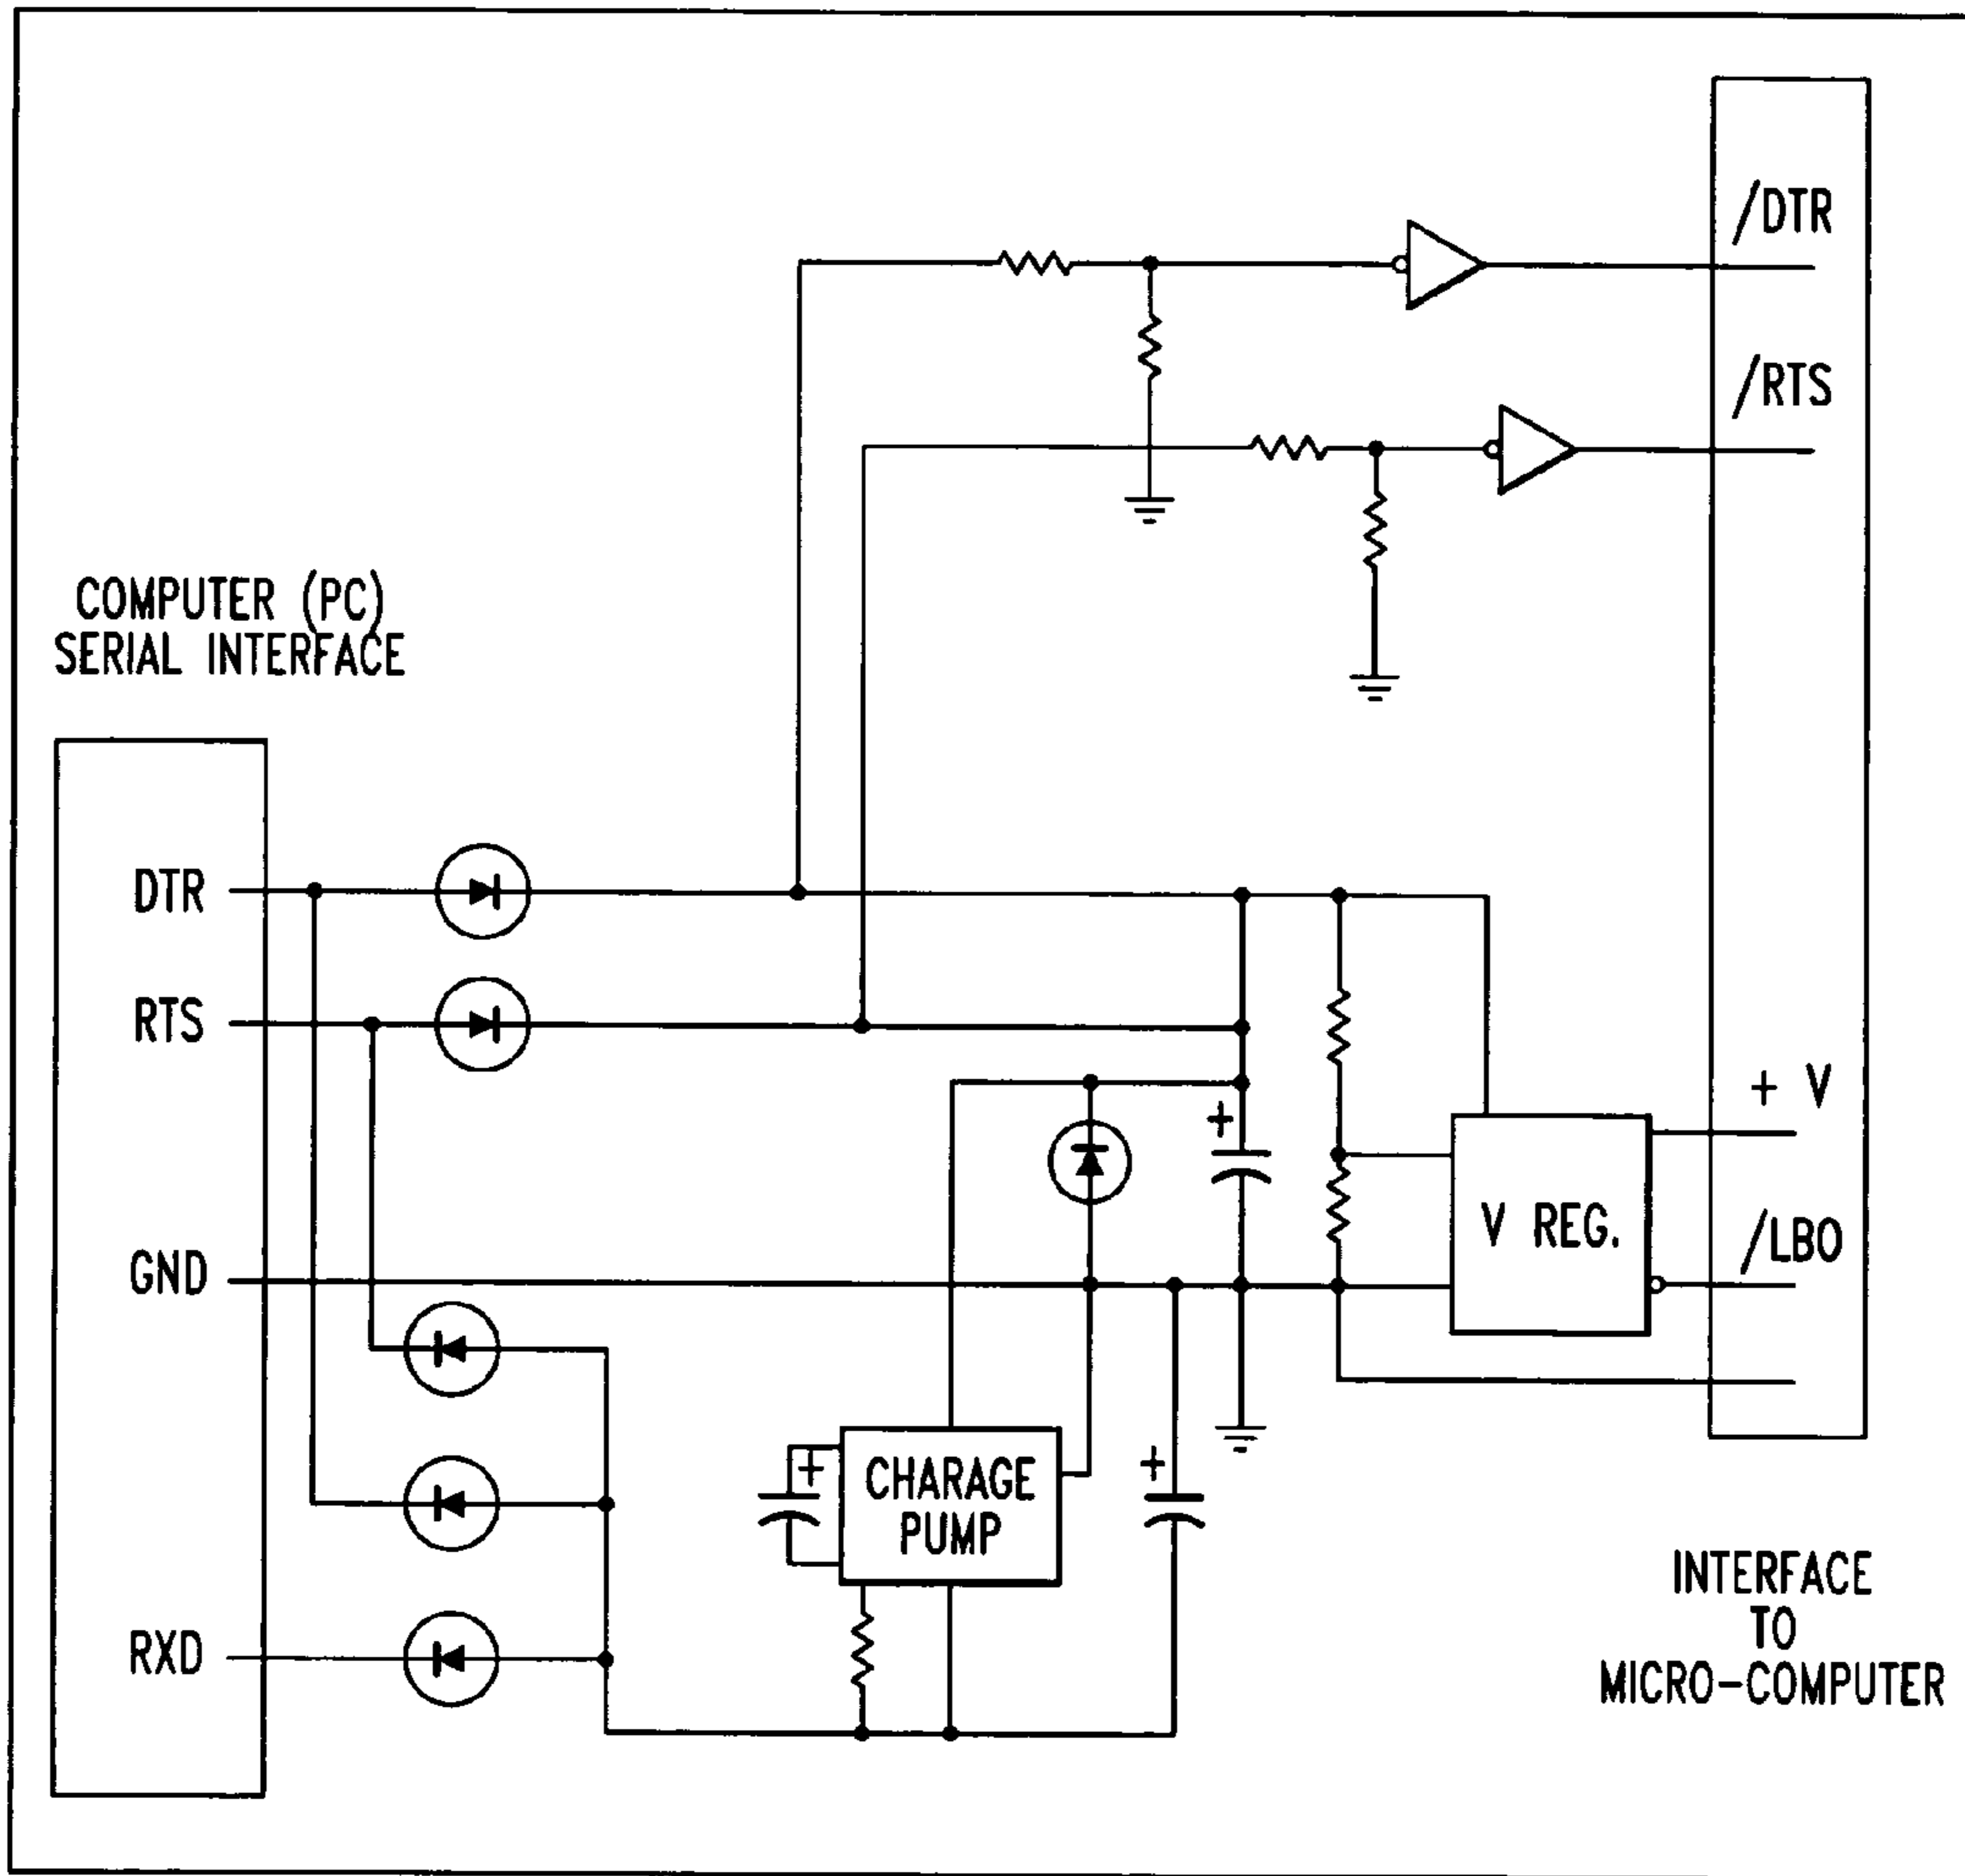 /DTR
/RTS
COMPUTER (PC)
SERIAL INTERFACE
DTR
RTS
GND
RXD
+
+ V
V REG.
/LBO
+
CHARAGE
PUMP
+
INTERFACE
TO
MICRO-COMPUTER